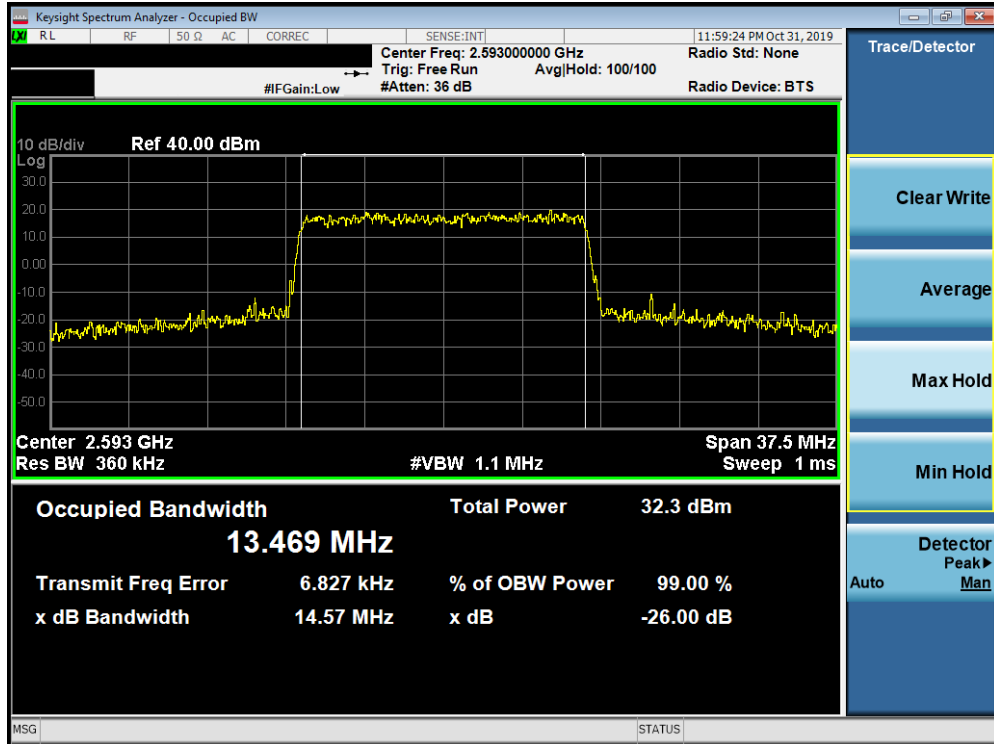 Keysight Spectrum Analyzer - Occupied BW
LXI RL RF 50 Ω AC CORREC SENSE:INT 11:59:24 PM Oct 31, 2019
Center Freq: 2.593000000 GHz Radio Std: None
Trig: Free Run Avg|Hold: 100/100
#IFGain:Low #Atten: 36 dB Radio Device: BTS
10 dB/div Ref 40.00 dBm
Log
30.0
20.0
10.0
0.00
-10.0
-20.0
-30.0
-40.0
-50.0
Center 2.593 GHz Span 37.5 MHz
Res BW 360 kHz #VBW 1.1 MHz Sweep 1 ms
Occupied Bandwidth Total Power 32.3 dBm
13.469 MHz
Transmit Freq Error 6.827 kHz % of OBW Power 99.00 %
x dB Bandwidth 14.57 MHz x dB -26.00 dB
MSG STATUS
Trace/Detector
Clear Write
Average
Max Hold
Min Hold
Detector
Peak▶
Auto Man